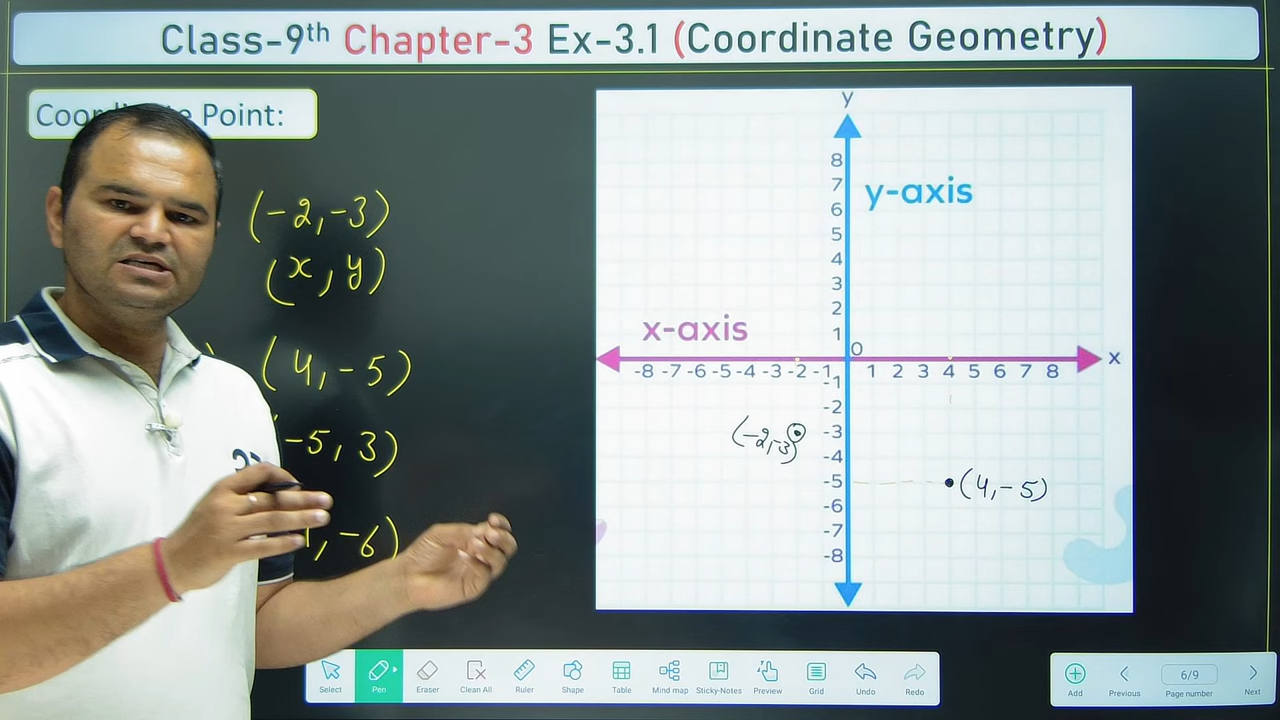 Class-9th Chapter-3 Ex-3.1 (Coordinate Geometry)
Point:
(-2,-3)
(x,y)
(4,-5)
-5,3)
,-6)
y
8
7
y-axis
6
5
4
3
2
1
x-axis
0
x
-8 -7 -6 -5 -4 -3 -2 -1 1 2 3 4 5 6 7 8
-1
-2
-3
(-2,-3)
-4
-5
(4,-5)
-6
-7
-8
Select Pen Eraser Clean All Ruler Shape Table Mind map Sticky-Notes Preview Grid Undo Redo
Add Previous 6/9 Page number Next